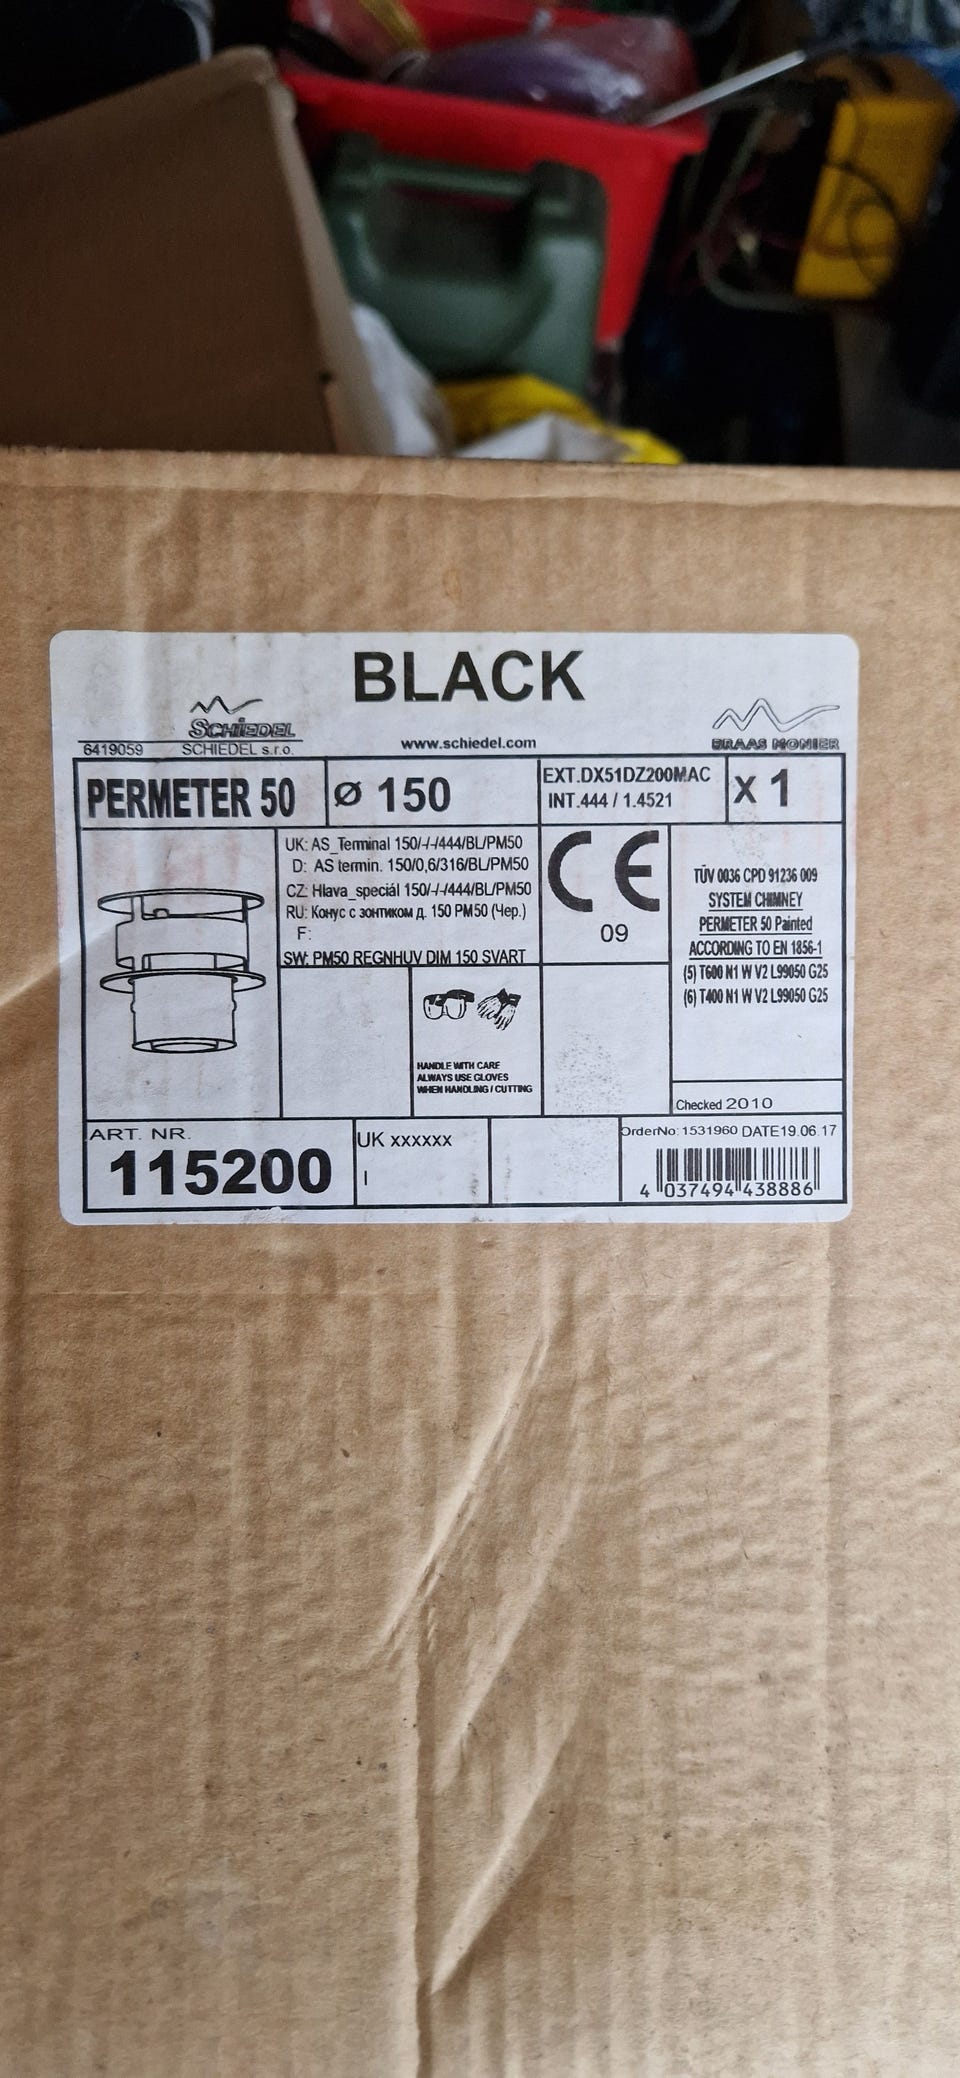 BLACK
SCHIEDEL
6419059 SCHIEDEL s.r.o.
www.schiedel.com
BRAAS MONIER
PERMETER 50
Ø 150
EXT.DX51DZ200MAC
INT.444 / 1.4521
X 1
UK: AS_Terminal 150/-/-/444/BL/PM50
D: AS termin. 150/0,6/316/BL/PM50
CZ: Hlava_speciál 150/-/-/444/BL/PM50
RU: Конус с зонтиком д. 150 PM50 (Чер.)
F:
SW: PM50 REGNHUV DIM 150 SVART
CE
09
TÜV 0036 CPD 91236 009
SYSTEM CHIMNEY
PERMETER 50 Painted
ACCORDING TO EN 1856-1
(5) T600 N1 W V2 L99050 G25
(6) T400 N1 W V2 L99050 G25
HANDLE WITH CARE
ALWAYS USE GLOVES
WHEN HANDLING / CUTTING
Checked 2010
ART. NR.
115200
UK xxxxxx
I
OrderNo: 1531960 DATE19.06.17
4 037494 438886